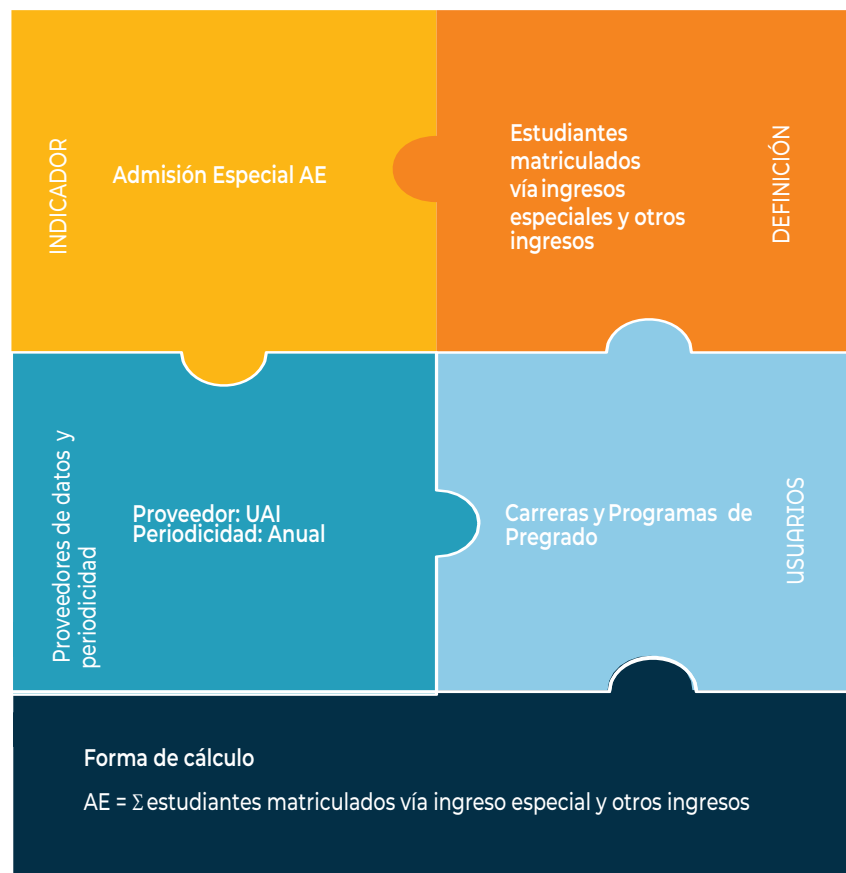 INDICADOR
Admisión Especial AE
Estudiantes
matriculados
vía ingresos
especiales y otros
ingresos
DEFINICIÓN
Proveedores de datos y
periodicidad
Proveedor: UAI
Periodicidad: Anual
Carreras y Programas de
Pregrado
USUARIOS
Forma de cálculo
AE = Σ estudiantes matriculados vía ingreso especial y otros ingresos